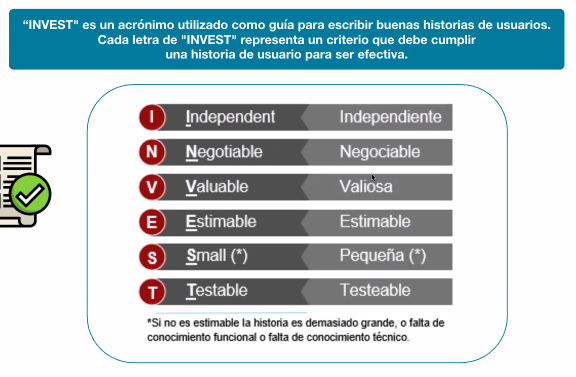 “INVEST" es un acrónimo utilizado como guía para escribir buenas historias de usuarios.
Cada letra de "INVEST" representa un criterio que debe cumplir
una historia de usuario para ser efectiva.
I Independent Independiente
N Negotiable Negociable
V Valuable Valiosa
E Estimable Estimable
S Small (*) Pequeña (*)
T Testable Testeable
*Si no es estimable la historia es demasiado grande, o falta de
conocimiento funcional o falta de conocimiento técnico.